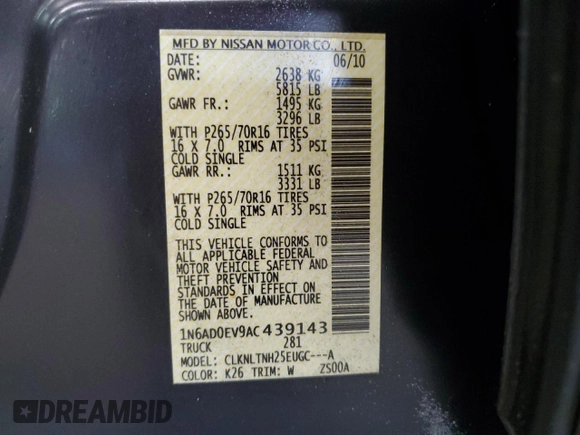 MFD BY NISSAN MOTOR CO., LTD.
DATE: 06/10
GVWR: 2638 KG
5815 LB
GAWR FR.: 1495 KG
3296 LB
WITH P265/70R16 TIRES
16 X 7.0 RIMS AT 35 PSI
COLD SINGLE
GAWR RR.: 1511 KG
3331 LB
WITH P265/70R16 TIRES
16 X 7.0 RIMS AT 35 PSI
COLD SINGLE
THIS VEHICLE CONFORMS TO
ALL APPLICABLE FEDERAL
MOTOR VEHICLE SAFETY AND
THEFT PREVENTION
STANDARDS IN EFFECT ON
THE DATE OF MANUFACTURE
SHOWN ABOVE.
1N6AD0EV9AC439143
TRUCK 281
MODEL: CLKNLTNH25EUGC---A
COLOR: K26 TRIM: W ZS00A
DREAMBID